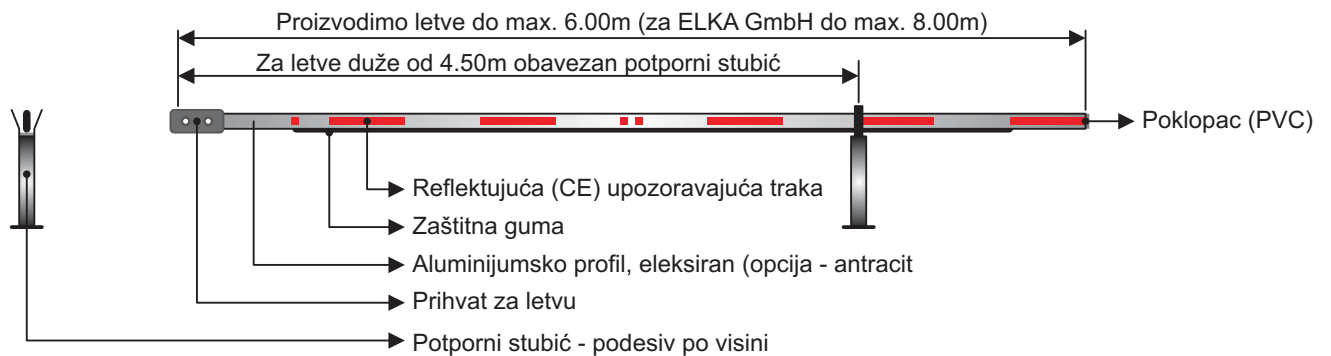 Proizvodimo letve do max. 6.00m (za ELKA GmbH do max. 8.00m)
Za letve duže od 4.50m obavezan potporni stubić
Poklopac (PVC)
Reflektujuća (CE) upozoravajuća traka
Zaštitna guma
Aluminijumsko profil, eleksiran (opcija - antracit
Prihvat za letvu
Potporni stubić - podesiv po visini